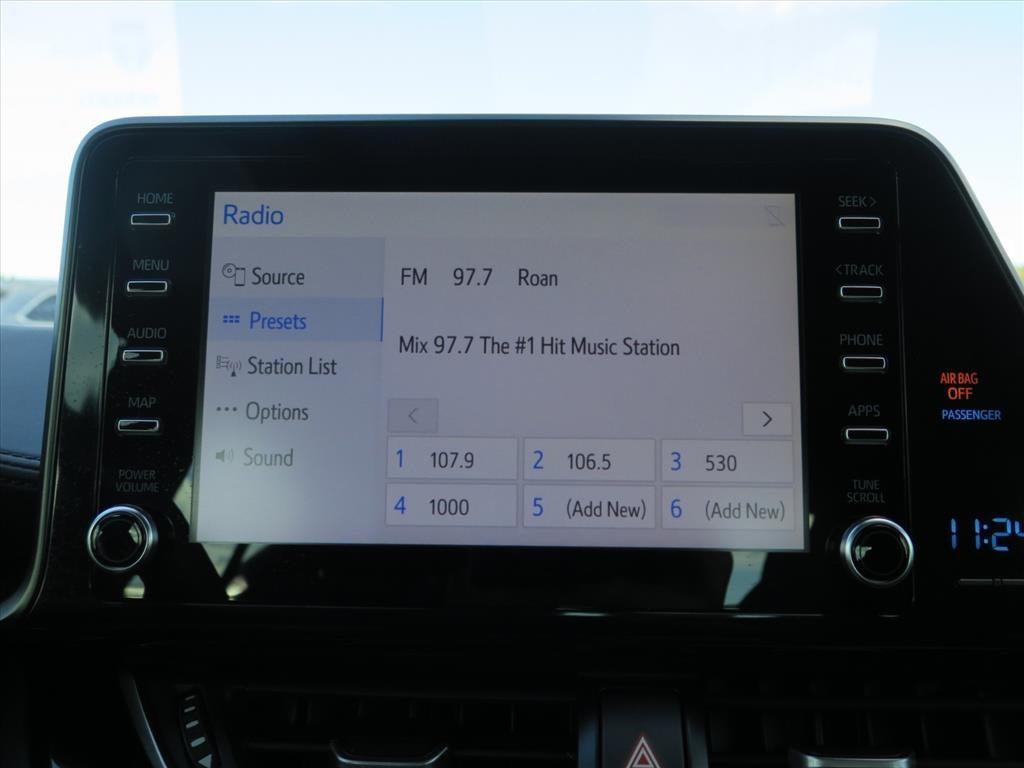 HOME
MENU
AUDIO
MAP
POWER
VOLUME
Radio
Source
Presets
Station List
Options
Sound
FM 97.7 Roan
Mix 97.7 The #1 Hit Music Station
< >
1 107.9 2 106.5 3 530
4 1000 5 (Add New) 6 (Add New)
SEEK >
< TRACK
PHONE
APPS
TUNE
SCROLL
AIR BAG
OFF
PASSENGER
11:24